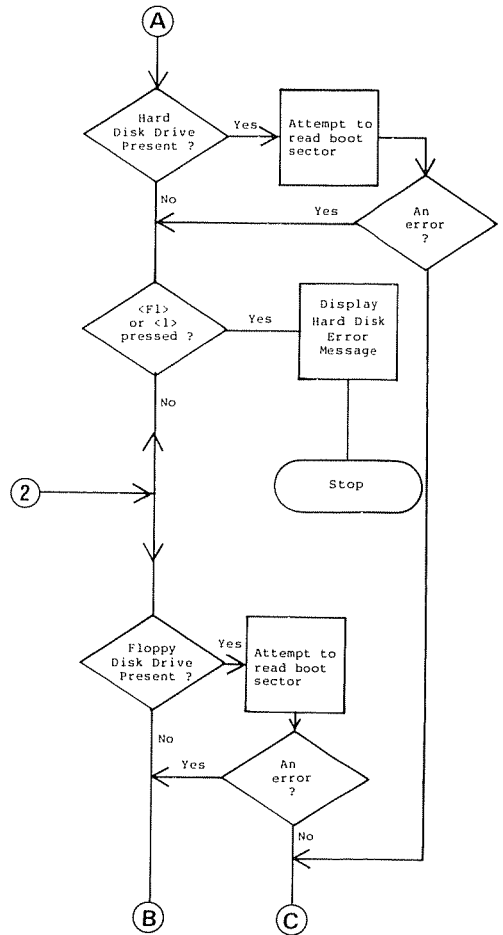 A
Hard
Disk Drive
Present ?
Yes
Attempt to
read boot
sector
No
Yes
An
error
?
<F1>
or <1>
pressed ?
Yes
Display
Hard Disk
Error
Message
No
2
Stop
Floppy
Disk Drive
Present ?
Yes
Attempt to
read boot
sector
No
Yes
An
error
?
No
B
C